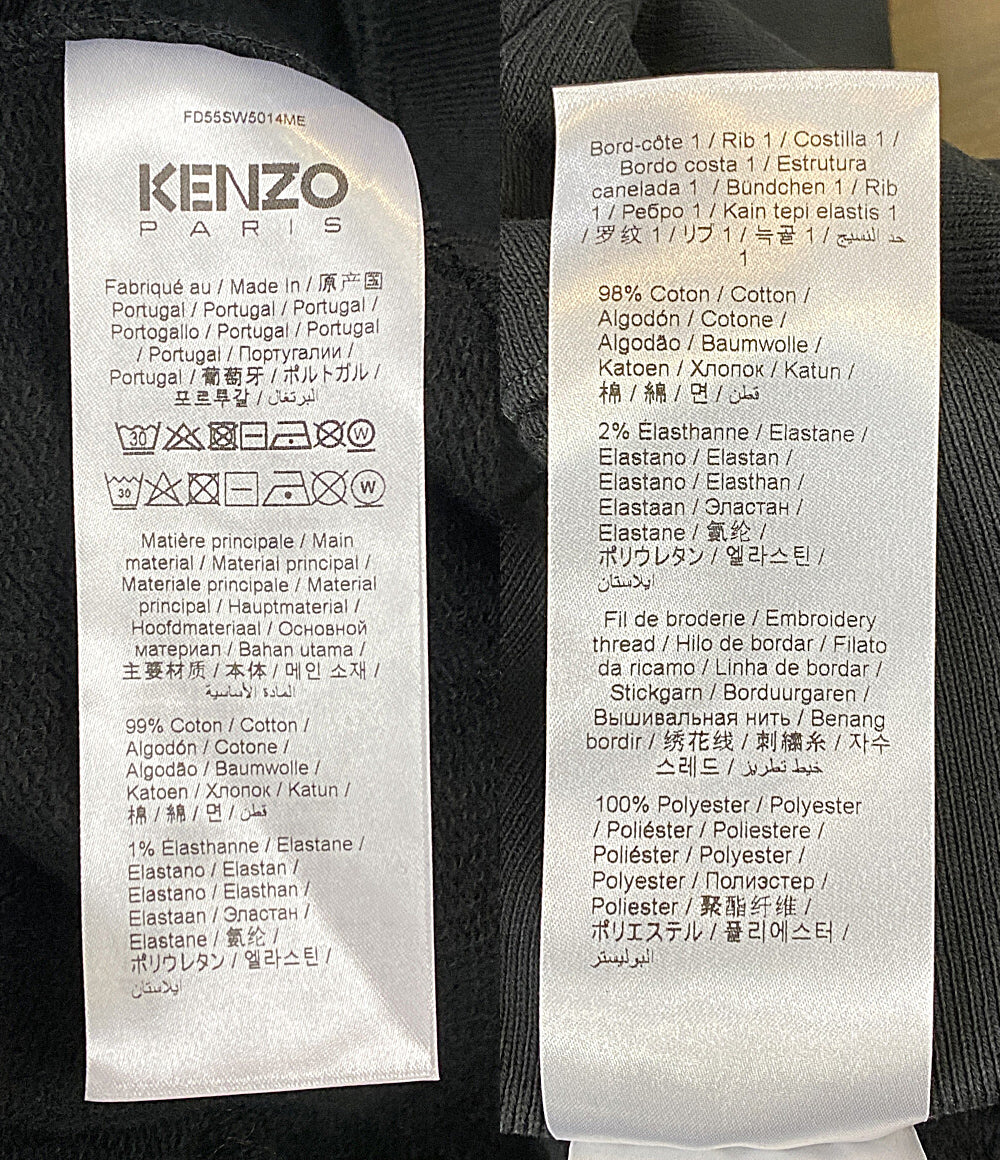 FD55SW5014ME
KENZO
PARIS
Fabriqué au / Made In / 原产国
Portugal / Portugal / Portugal /
Portogallo / Portugal / Portugal
/ Portugal / Португалии /
Portugal / 葡萄牙 / ポルトガル /
포르투갈 / البرتغال
30 W
30 W
Matière principale / Main
material / Material principal /
Materiale principale / Material
principal / Hauptmaterial /
Hoofdmateriaal / Основной
материал / Bahan utama /
主要材质 / 本体 / 메인 소재 /
المادة الأساسية
99% Coton / Cotton /
Algodón / Cotone /
Algodão / Baumwolle /
Katoen / Хлопок / Katun /
棉 / 綿 / 면 / قطن
1% Élasthanne / Elastane /
Elastano / Elastan /
Elastano / Elasthan /
Elastaan / Эластан /
Elastane / 氨纶 /
ポリウレタン / 엘라스틴 /
ايلاستان
Bord-côte 1 / Rib 1 / Costilla 1 /
Bordo costa 1 / Estrutura
canelada 1 / Bündchen 1 / Rib
1 / Ребро 1 / Kain tepi elastis 1
/ 罗纹 1 / リブ 1 / 늑골 1 / حد النسيج
1
98% Coton / Cotton /
Algodón / Cotone /
Algodão / Baumwolle /
Katoen / Хлопок / Katun /
棉 / 綿 / 면 / قطن
2% Élasthanne / Elastane /
Elastano / Elastan /
Elastano / Elasthan /
Elastaan / Эластан /
Elastane / 氨纶 /
ポリウレタン / 엘라스틴 /
ايلاستان
Fil de broderie / Embroidery
thread / Hilo de bordar / Filato
da ricamo / Linha de bordar /
Stickgarn / Borduurgaren /
Вышивальная нить / Benang
bordir / 绣花线 / 刺繍糸 / 자수
스레드 / خيط تطريز
100% Polyester / Polyester
/ Poliéster / Poliestere /
Poliéster / Polyester /
Polyester / Полиэстер /
Poliester / 聚酯纤维 /
ポリエステル / 폴리에스터 /
البوليستر